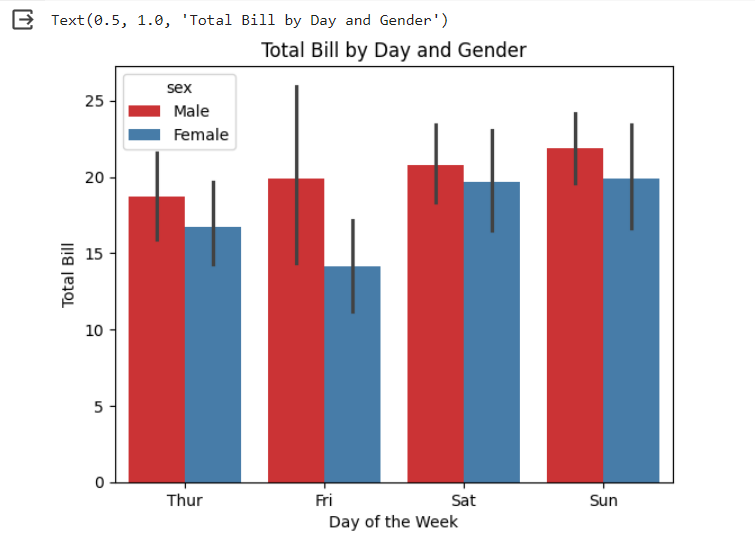 Text(0.5, 1.0, 'Total Bill by Day and Gender')
Total Bill by Day and Gender
sex
Male
Female
25
20
15
10
5
0
Total Bill
Thur Fri Sat Sun
Day of the Week